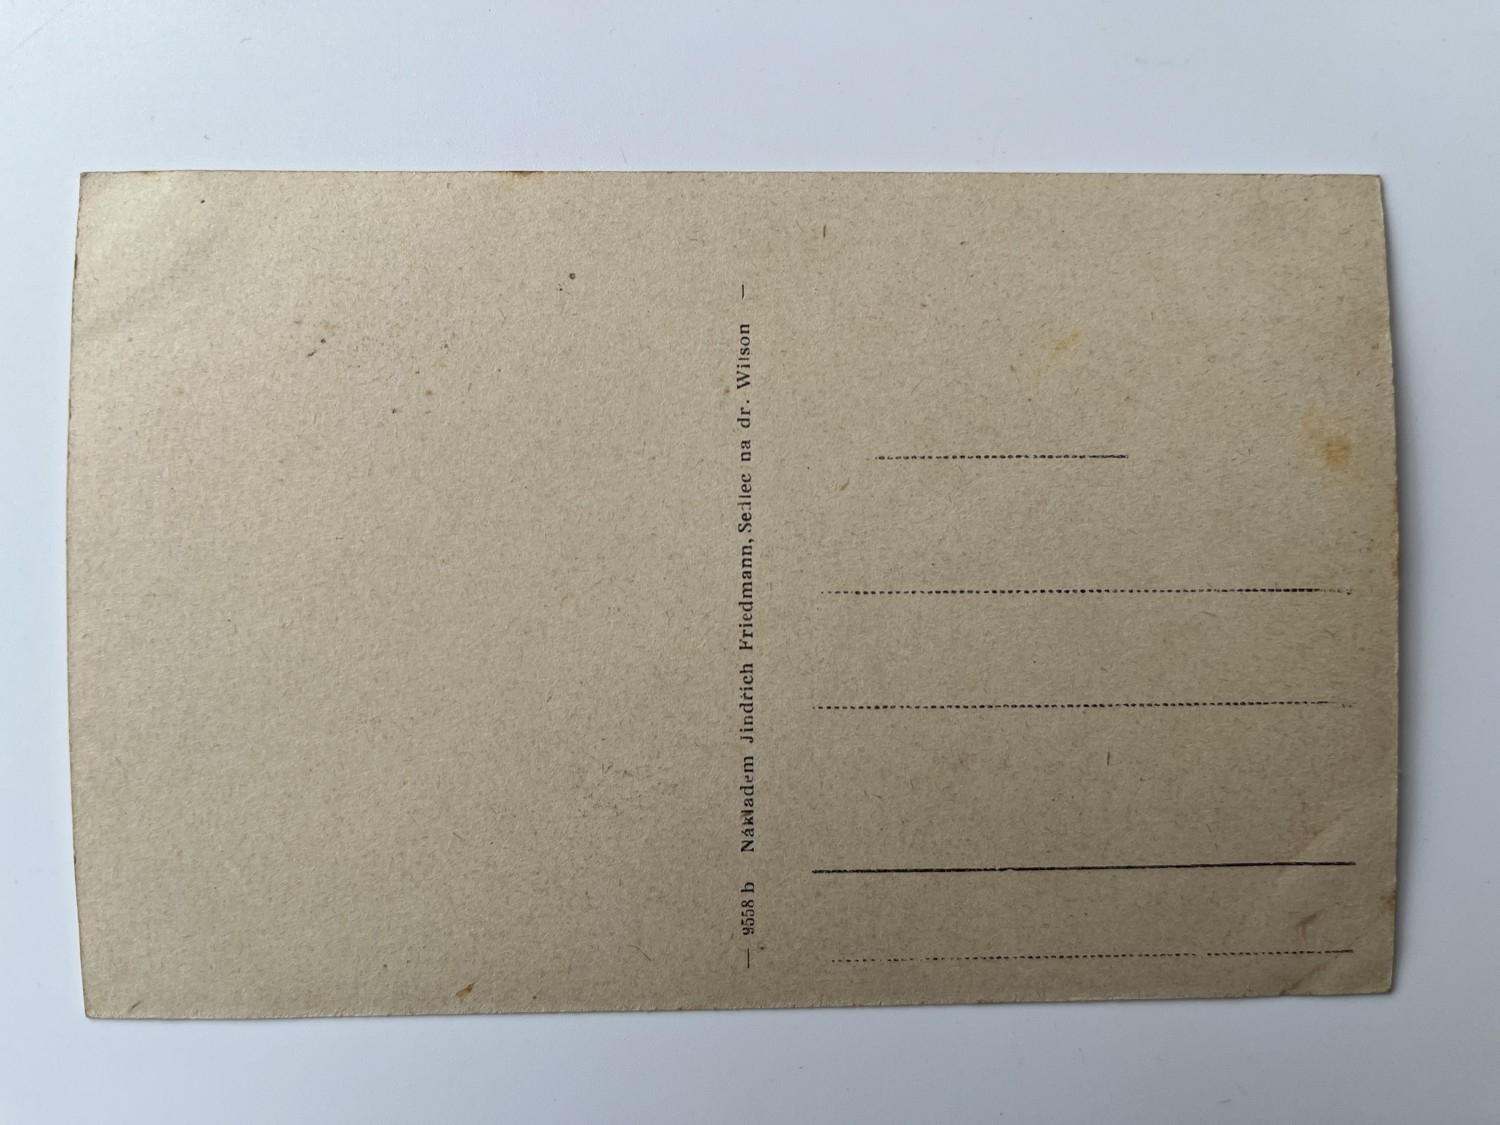 — 9558 b Nákladem Jindřich Friedmann, Sedlec na dr. Wilson —